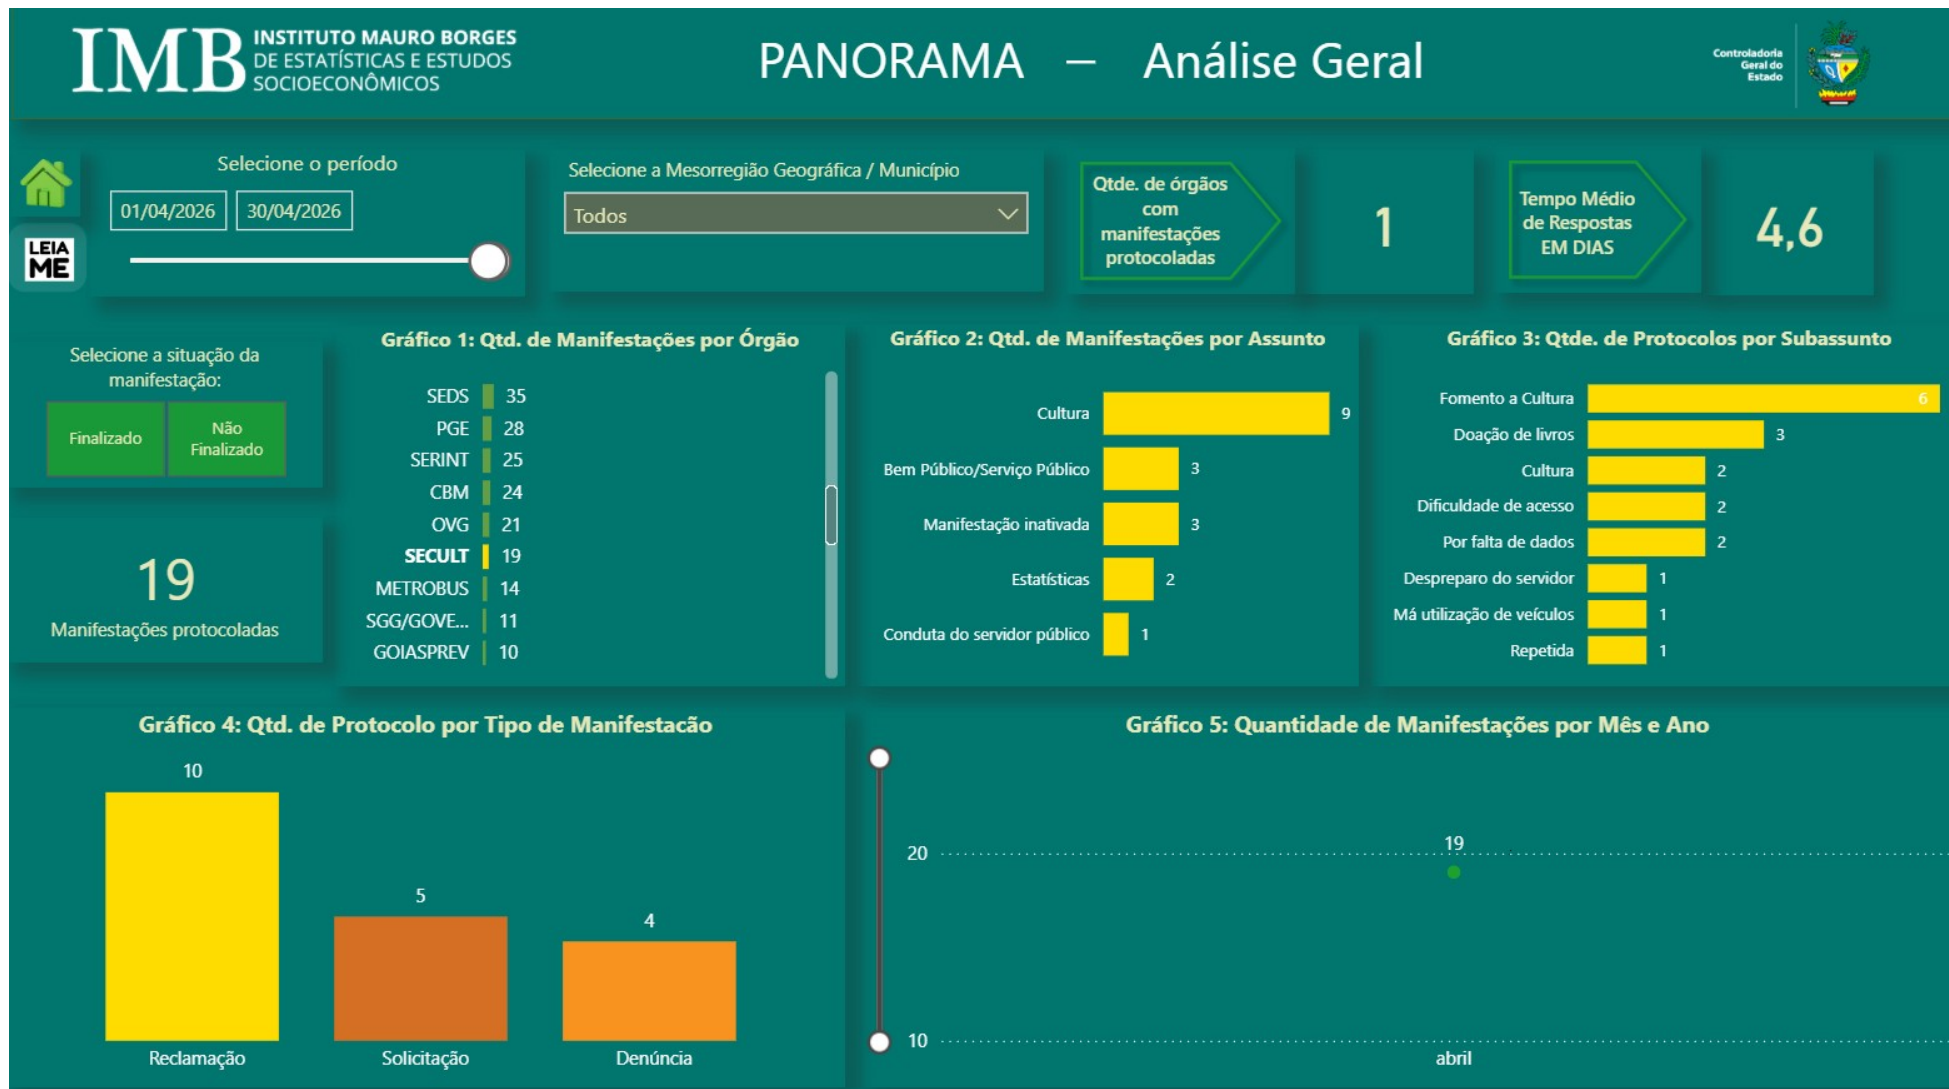 IMB
INSTITUTO MAURO BORGES
DE ESTATÍSTICAS E ESTUDOS
SOCIOECONÔMICOS
PANORAMA – Análise Geral
Controladoria
Geral do
Estado
LEIA
ME
Selecione o período
01/04/2026 30/04/2026
Selecione a Mesorregião Geográfica / Município
Todos
Qtde. de órgãos
com
manifestações
protocoladas
1
Tempo Médio
de Respostas
EM DIAS
4,6
Selecione a situação da
manifestação:
Finalizado
Não
Finalizado
19
Manifestações protocoladas
Gráfico 1: Qtd. de Manifestações por Órgão
SEDS 35
PGE 28
SERINT 25
CBM 24
OVG 21
SECULT 19
METROBUS 14
SGG/GOVE... 11
GOIASPREV 10
Gráfico 2: Qtd. de Manifestações por Assunto
Cultura 9
Bem Público/Serviço Público 3
Manifestação inativada 3
Estatísticas 2
Conduta do servidor público 1
Gráfico 3: Qtde. de Protocolos por Subassunto
Fomento a Cultura 6
Doação de livros 3
Cultura 2
Dificuldade de acesso 2
Por falta de dados 2
Despreparo do servidor 1
Má utilização de veículos 1
Repetida 1
Gráfico 4: Qtd. de Protocolo por Tipo de Manifestacão
10
5
4
Reclamação Solicitação Denúncia
Gráfico 5: Quantidade de Manifestações por Mês e Ano
19
20
10
abril